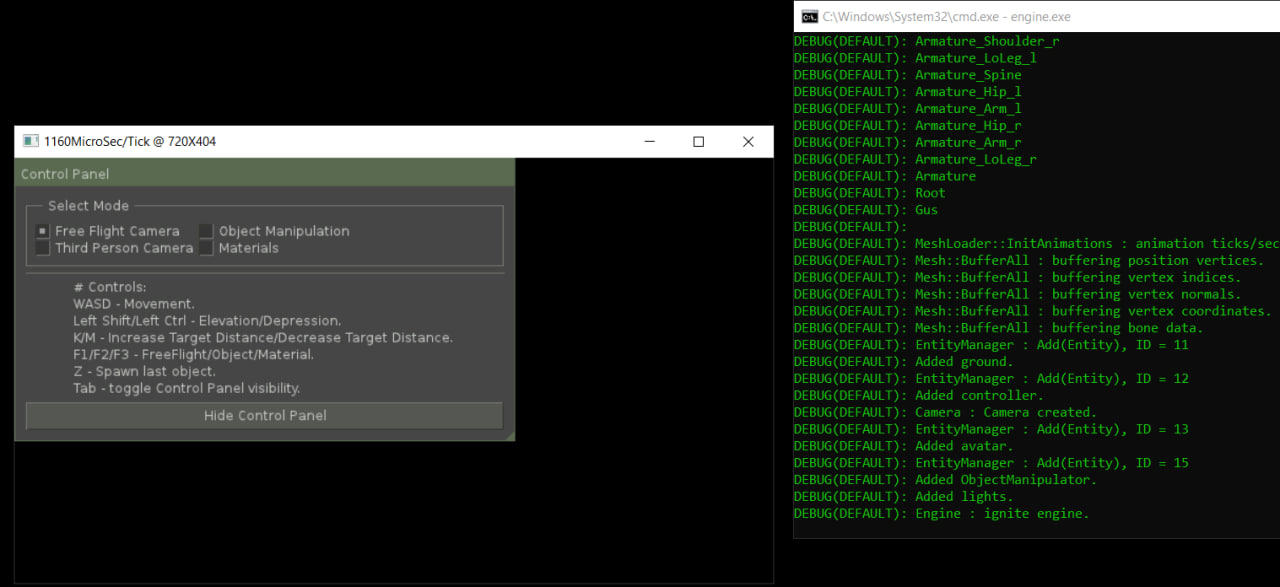 1160MicroSec/Tick @ 720X404
Control Panel
Select Mode
Free Flight Camera Object Manipulation
Third Person Camera Materials
# Controls:
WASD - Movement.
Left Shift/Left Ctrl - Elevation/Depression.
K/M - Increase Target Distance/Decrease Target Distance.
F1/F2/F3 - FreeFlight/Object/Material.
Z - Spawn last object.
Tab - toggle Control Panel visibility.
Hide Control Panel
C:\Windows\System32\cmd.exe - engine.exe
DEBUG(DEFAULT): Armature_Shoulder_r
DEBUG(DEFAULT): Armature_LoLeg_l
DEBUG(DEFAULT): Armature_Spine
DEBUG(DEFAULT): Armature_Hip_l
DEBUG(DEFAULT): Armature_Arm_l
DEBUG(DEFAULT): Armature_Hip_r
DEBUG(DEFAULT): Armature_Arm_r
DEBUG(DEFAULT): Armature_LoLeg_r
DEBUG(DEFAULT): Armature
DEBUG(DEFAULT): Root
DEBUG(DEFAULT): Gus
DEBUG(DEFAULT):
DEBUG(DEFAULT): MeshLoader::InitAnimations : animation ticks/sec
DEBUG(DEFAULT): Mesh::BufferAll : buffering position vertices.
DEBUG(DEFAULT): Mesh::BufferAll : buffering vertex indices.
DEBUG(DEFAULT): Mesh::BufferAll : buffering vertex normals.
DEBUG(DEFAULT): Mesh::BufferAll : buffering vertex coordinates.
DEBUG(DEFAULT): Mesh::BufferAll : buffering bone data.
DEBUG(DEFAULT): EntityManager : Add(Entity), ID = 11
DEBUG(DEFAULT): Added ground.
DEBUG(DEFAULT): EntityManager : Add(Entity), ID = 12
DEBUG(DEFAULT): Added controller.
DEBUG(DEFAULT): Camera : Camera created.
DEBUG(DEFAULT): EntityManager : Add(Entity), ID = 13
DEBUG(DEFAULT): Added avatar.
DEBUG(DEFAULT): EntityManager : Add(Entity), ID = 15
DEBUG(DEFAULT): Added ObjectManipulator.
DEBUG(DEFAULT): Added lights.
DEBUG(DEFAULT): Engine : ignite engine.